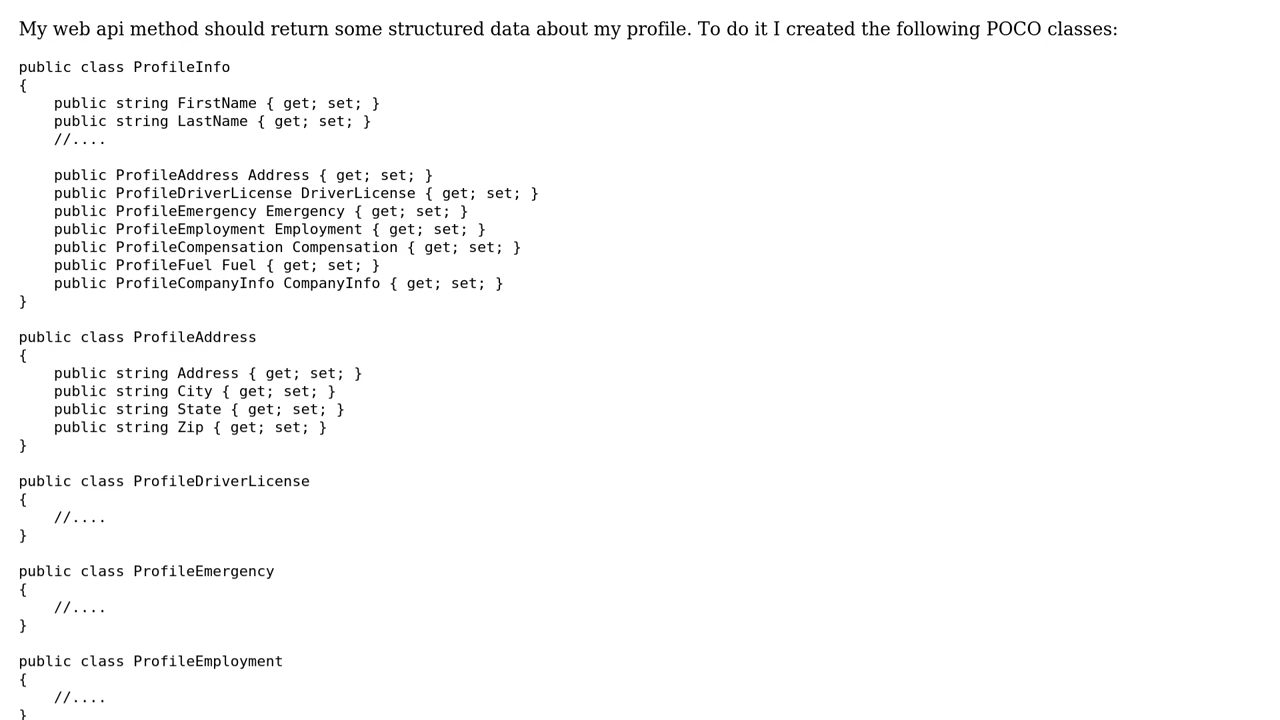 My web api method should return some structured data about my profile. To do it I created the following POCO classes:
public class ProfileInfo
{
    public string FirstName { get; set; }
    public string LastName { get; set; }
    //....

    public ProfileAddress Address { get; set; }
    public ProfileDriverLicense DriverLicense { get; set; }
    public ProfileEmergency Emergency { get; set; }
    public ProfileEmployment Employment { get; set; }
    public ProfileCompensation Compensation { get; set; }
    public ProfileFuel Fuel { get; set; }
    public ProfileCompanyInfo CompanyInfo { get; set; }
}

public class ProfileAddress
{
    public string Address { get; set; }
    public string City { get; set; }
    public string State { get; set; }
    public string Zip { get; set; }
}

public class ProfileDriverLicense
{
    //....
}

public class ProfileEmergency
{
    //....
}

public class ProfileEmployment
{
    //....
}